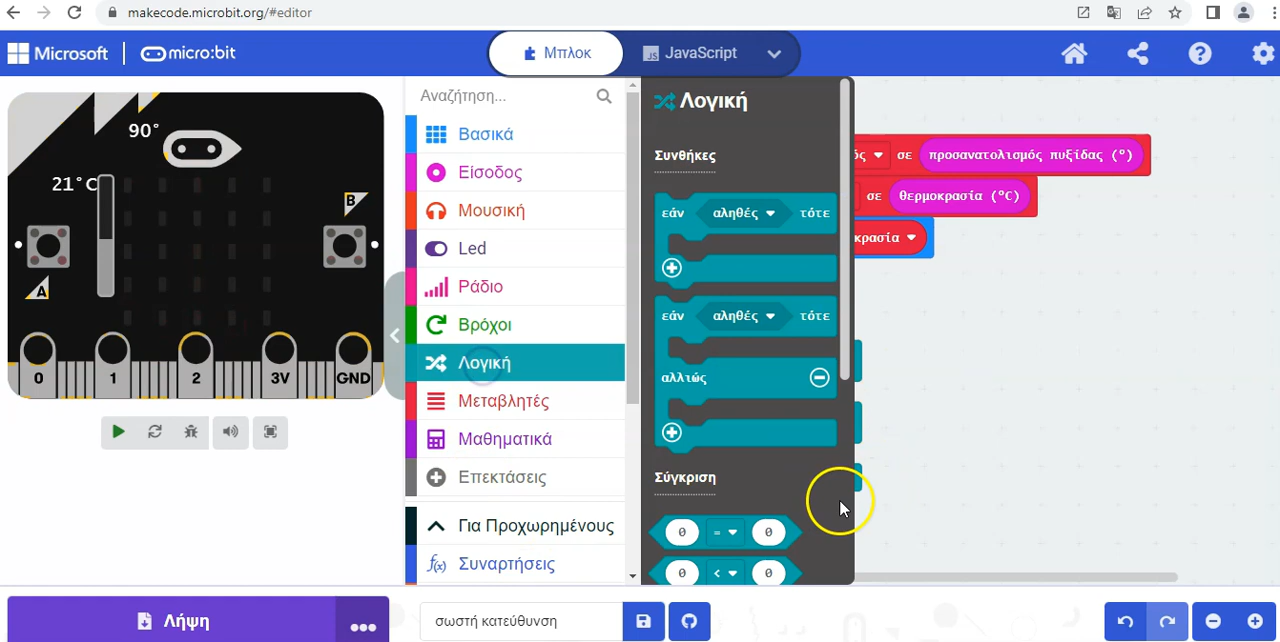 makecode.microbit.org/#editor
Microsoft
micro:bit
Μπλοκ
JS JavaScript
90°
21°C
B
A
0 1 2 3V GND
Αναζήτηση...
Βασικά
Είσοδος
Μουσική
Led
Ράδιο
Βρόχοι
Λογική
Μεταβλητές
Μαθηματικά
Επεκτάσεις
Για Προχωρημένους
f(x) Συναρτήσεις
Λογική
Συνθήκες
εάν αληθές τότε
εάν αληθές τότε
αλλιώς
Σύγκριση
0 = 0
0 < 0
ός σε προσανατολισμός πυξίδας (°)
σε θερμοκρασία (°C)
κρασία
Λήψη
σωστή κατεύθυνση